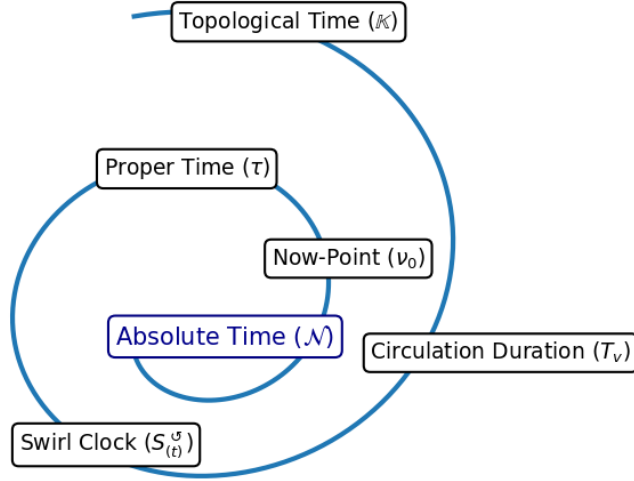 Topological Time (𝕂)
Proper Time (τ)
Now-Point (ν₀)
Absolute Time (𝒩)
Circulation Duration (Tᵥ)
Swirl Clock (S₍ₜ₎^↺)